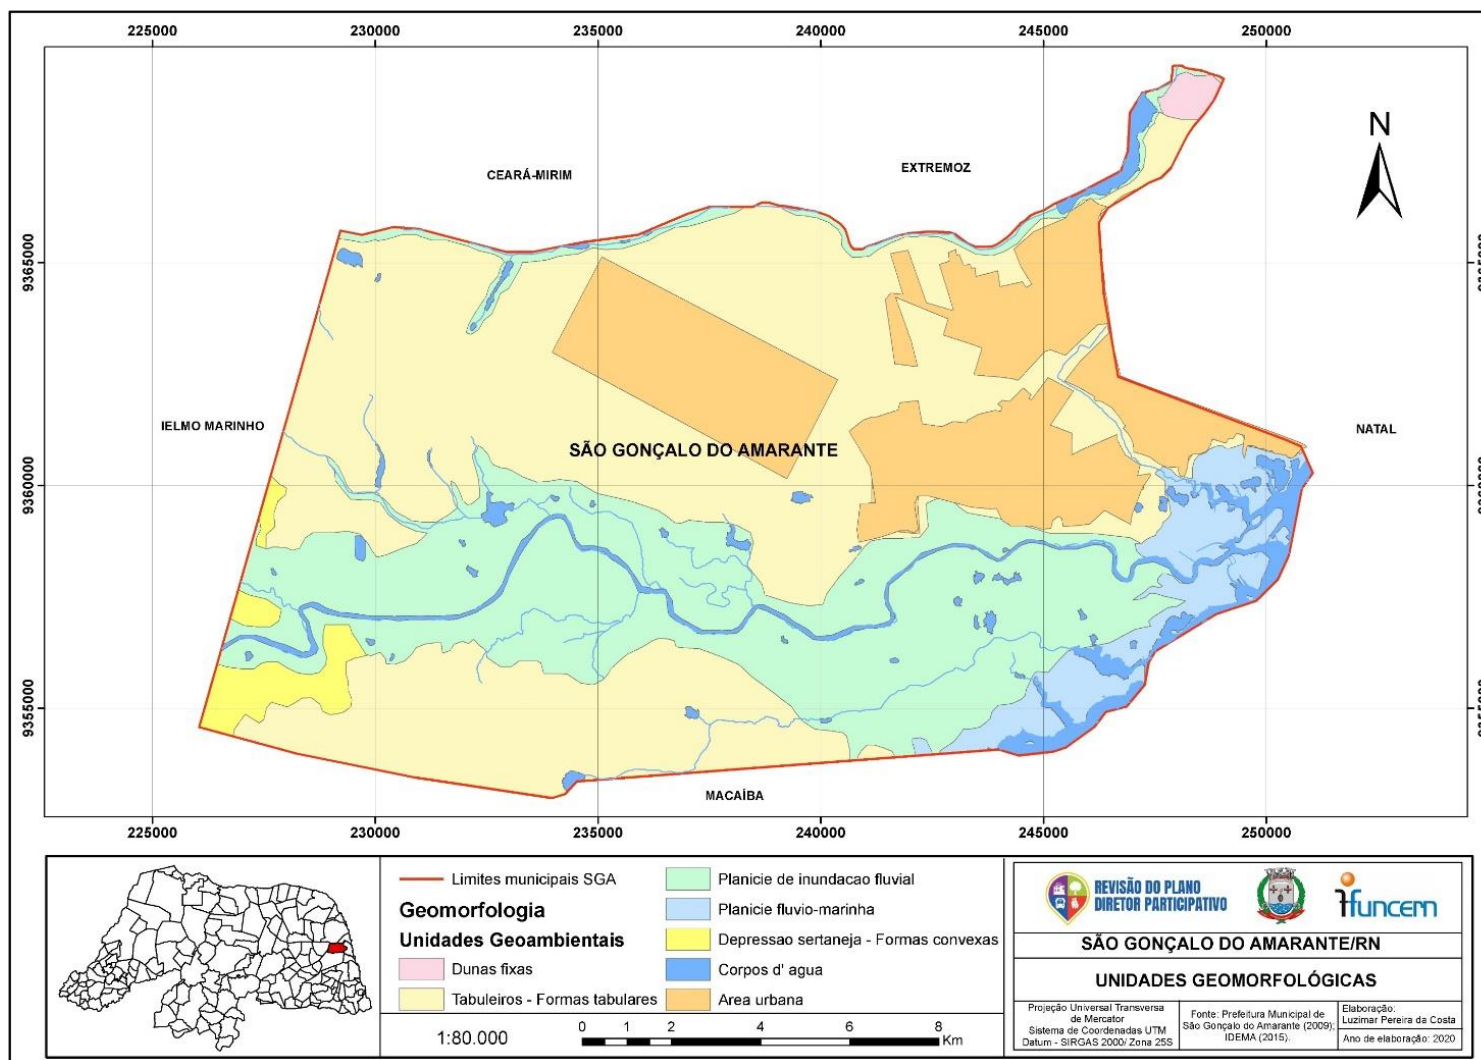 225000 230000 235000 240000 245000 250000
N
CEARÁ-MIRIM
EXTREMOZ
9365000
IELMO MARINHO
NATAL
SÃO GONÇALO DO AMARANTE
9360000
9355000
MACAÍBA
225000 230000 235000 240000 245000 250000
Limites municipais SGA
Geomorfologia
Unidades Geoambientais
Dunas fixas
Tabuleiros - Formas tabulares
Planicie de inundacao fluvial
Planicie fluvio-marinha
Depressao sertaneja - Formas convexas
Corpos d' agua
Area urbana
1:80.000
0 1 2 4 6 8
Km
REVISÃO DO PLANO
DIRETOR PARTICIPATIVO
funcern
SÃO GONÇALO DO AMARANTE/RN
UNIDADES GEOMORFOLÓGICAS
Projeção Universal Transversa
de Mercator
Sistema de Coordenadas UTM
Datum - SIRGAS 2000/ Zona 25S
Fonte: Prefeitura Municipal de
São Gonçalo do Amarante (2009);
IDEMA (2015).
Elaboração:
Luzimar Pereira da Costa
Ano de elaboração: 2020